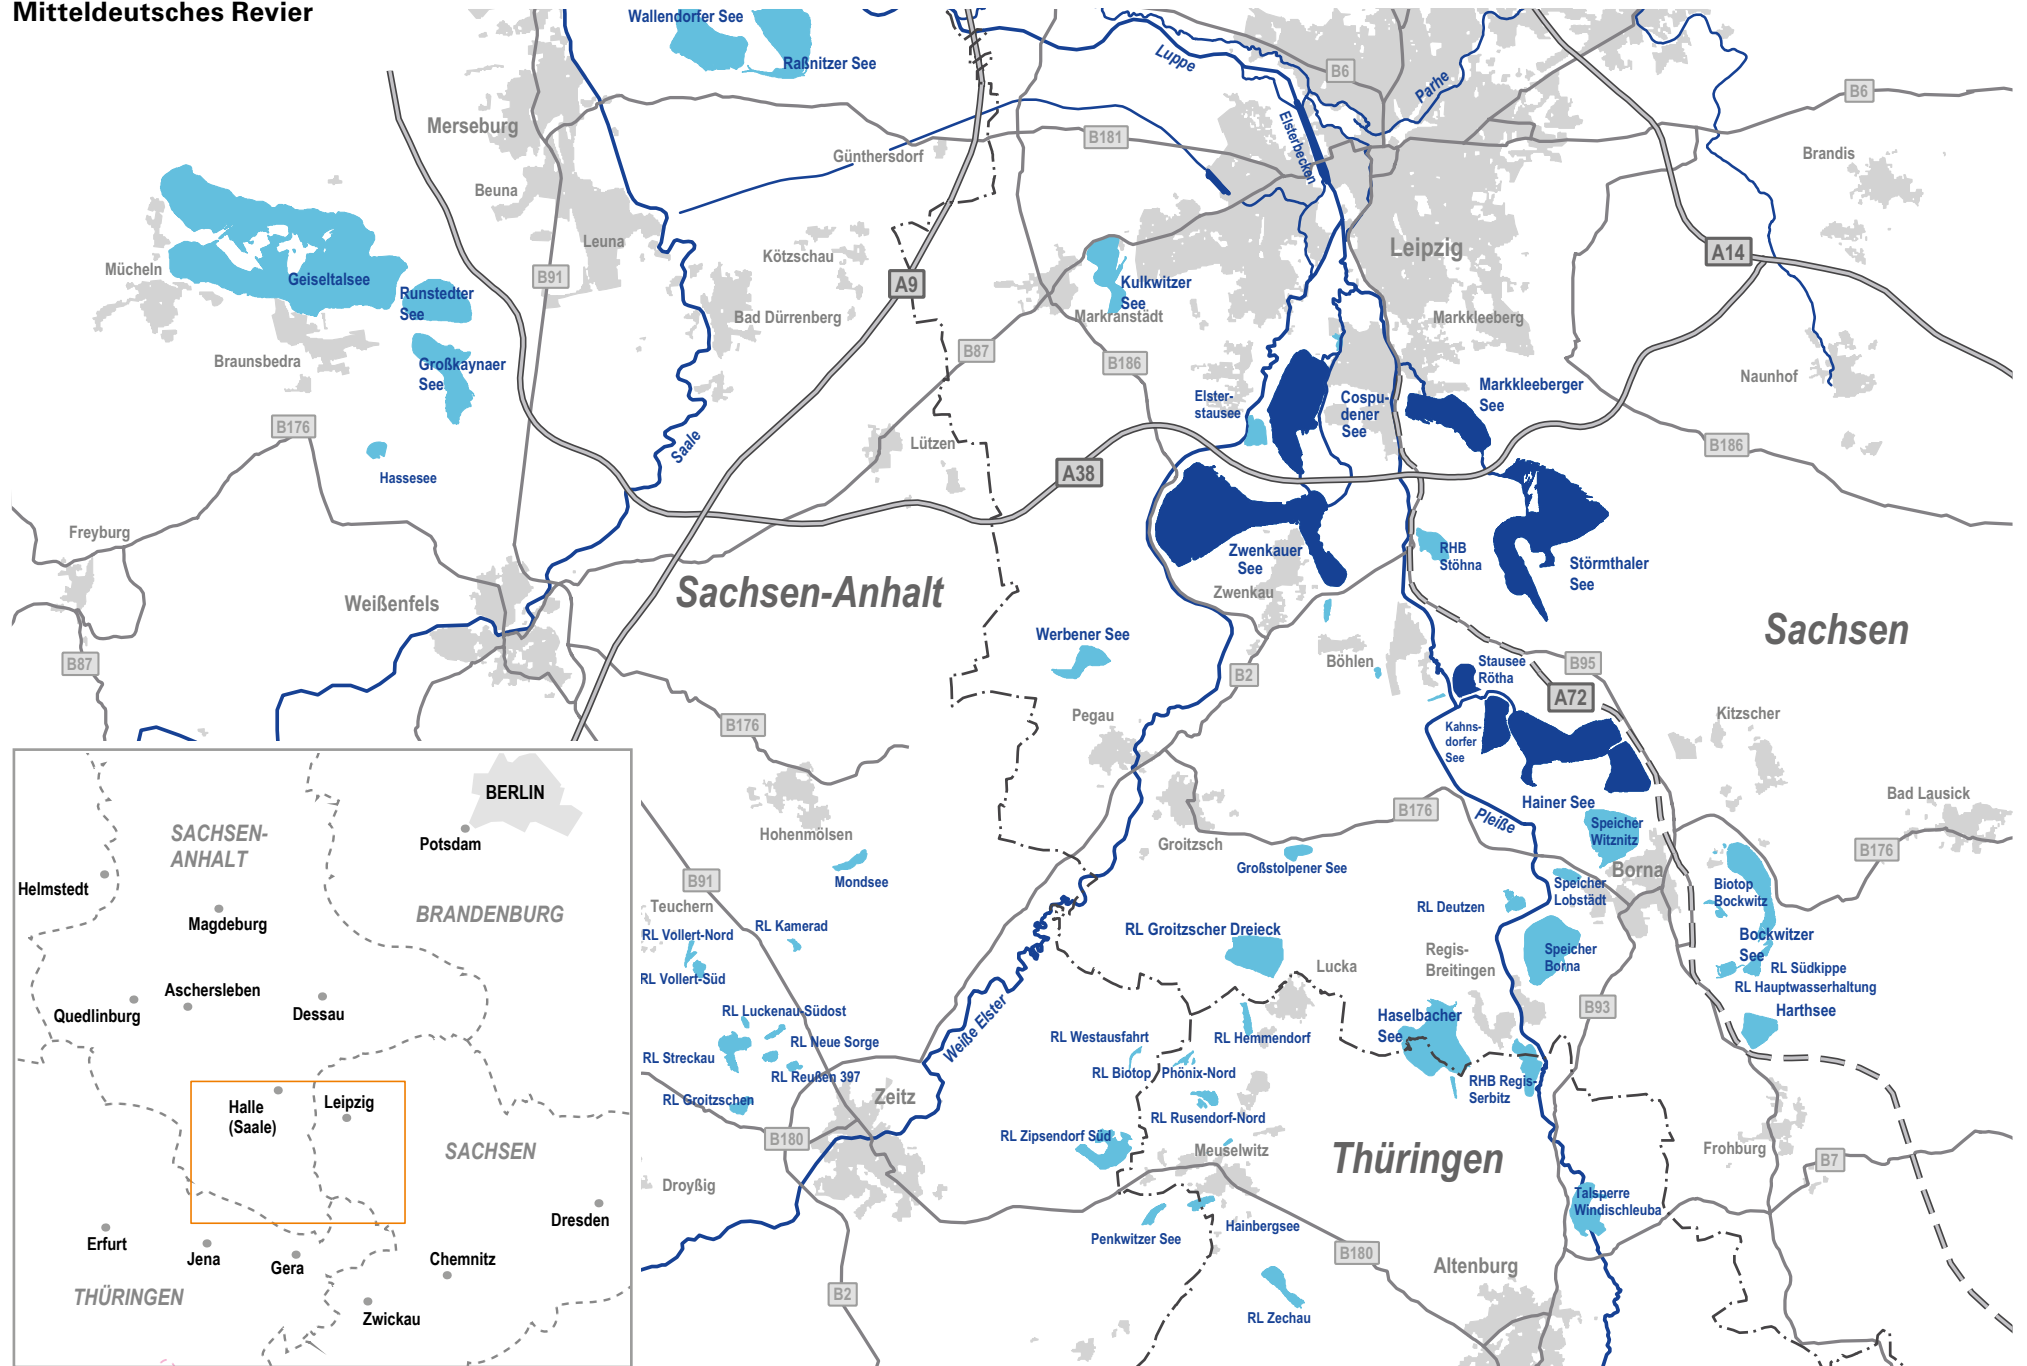 Mitteldeutsches Revier
Wallendorfer See
Raßnitzer See
Luppe
B6
Parhe
B6
Merseburg
Günthersdorf
B181
Elsterbecken
Brandis
Beuna
Leuna
Kötzschau
Leipzig
A14
Mücheln
Geiseltalsee
Runstedter
See
B91
A9
Kulkwitzer
See
Markranstädt
Bad Dürrenberg
Markkleeberg
Braunsbedra
Großkaynaer
See
B87
B186
Naunhof
Elster-
stausee
Cospu-
dener
See
Markkleeberger
See
B176
Saale
Lützen
B186
Hassesee
A38
Freyburg
Zwenkauer
See
RHB
Stöhna
Störmthaler
See
Sachsen-Anhalt
Weißenfels
Zwenkau
Sachsen
Werbener See
B87
Böhlen
B2
Stausee
Rötha
B95
A72
B176
Pegau
Kahns-
dorfer
See
Kitzscher
Hainer See
B176
Pleiße
Bad Lausick
Speicher
Witznitz
B176
Hohenmölsen
Groitzsch
Großstolpener See
Borna
Mondsee
B91
Speicher
Lobstädt
Biotop
Bockwitz
Teuchern
RL Deutzen
RL Vollert-Nord
RL Kamerad
RL Groitzscher Dreieck
Bockwitzer
See
Regis-
Breitingen
Speicher
Borna
RL Vollert-Süd
Lucka
RL Südkippe
RL Hauptwasserhaltung
RL Luckenau-Südost
Weiße Elster
Haselbacher
See
B93
Harthsee
RL Neue Sorge
RL Westausfahrt
RL Hemmendorf
RL Streckau
RL Reußen 397
RL Biotop
Phönix-Nord
RHB Regis-
Serbitz
RL Groitzschen
Zeitz
RL Rusendorf-Nord
B180
RL Zipsendorf Süd
Meuselwitz
Thüringen
Frohburg
B7
Droyßig
Talsperre
Windischleuba
Penkwitzer See
Hainbergsee
B180
Altenburg
B2
RL Zechau
BERLIN
Potsdam
SACHSEN-
ANHALT
Helmstedt
Magdeburg
BRANDENBURG
Aschersleben
Quedlinburg
Dessau
Halle
(Saale)
Leipzig
SACHSEN
Dresden
Erfurt
Jena
Gera
Chemnitz
THÜRINGEN
Zwickau